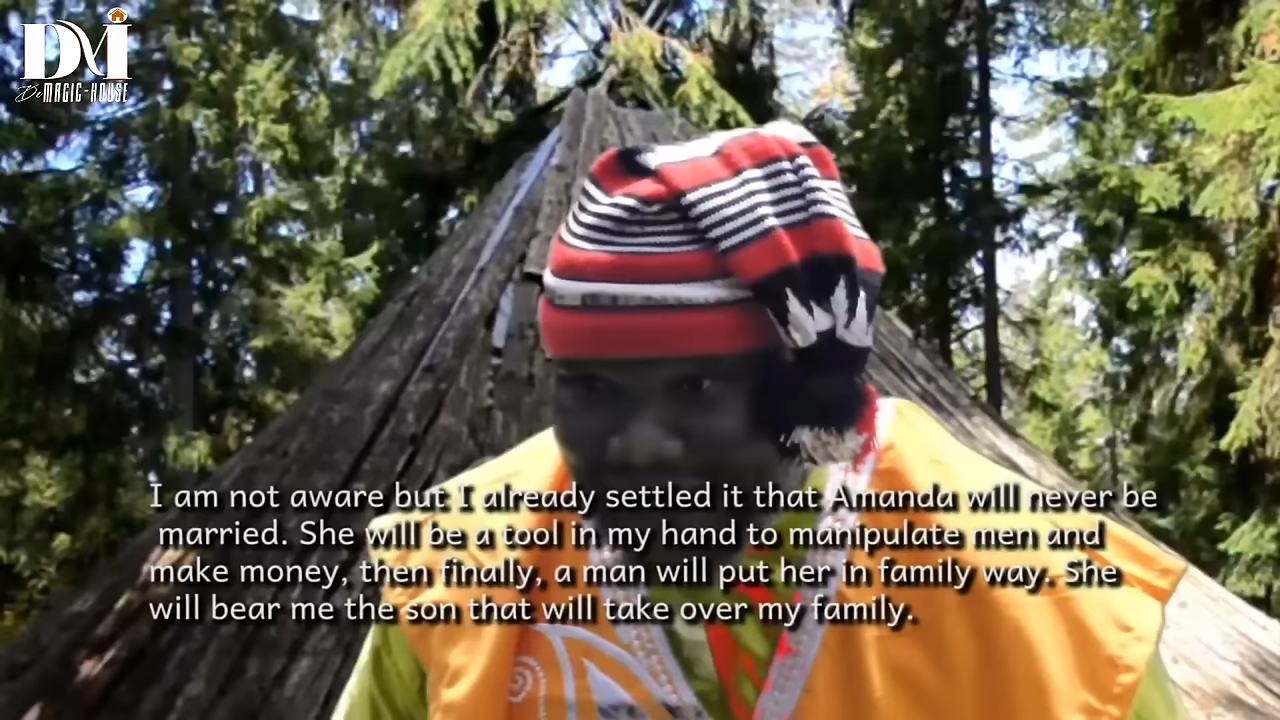 DMI
De MAGIC-HOUSE
I am not aware but I already settled it that Amanda will never be
married. She will be a tool in my hand to manipulate men and
make money, then finally, a man will put her in family way. She
will bear me the son that will take over my family.